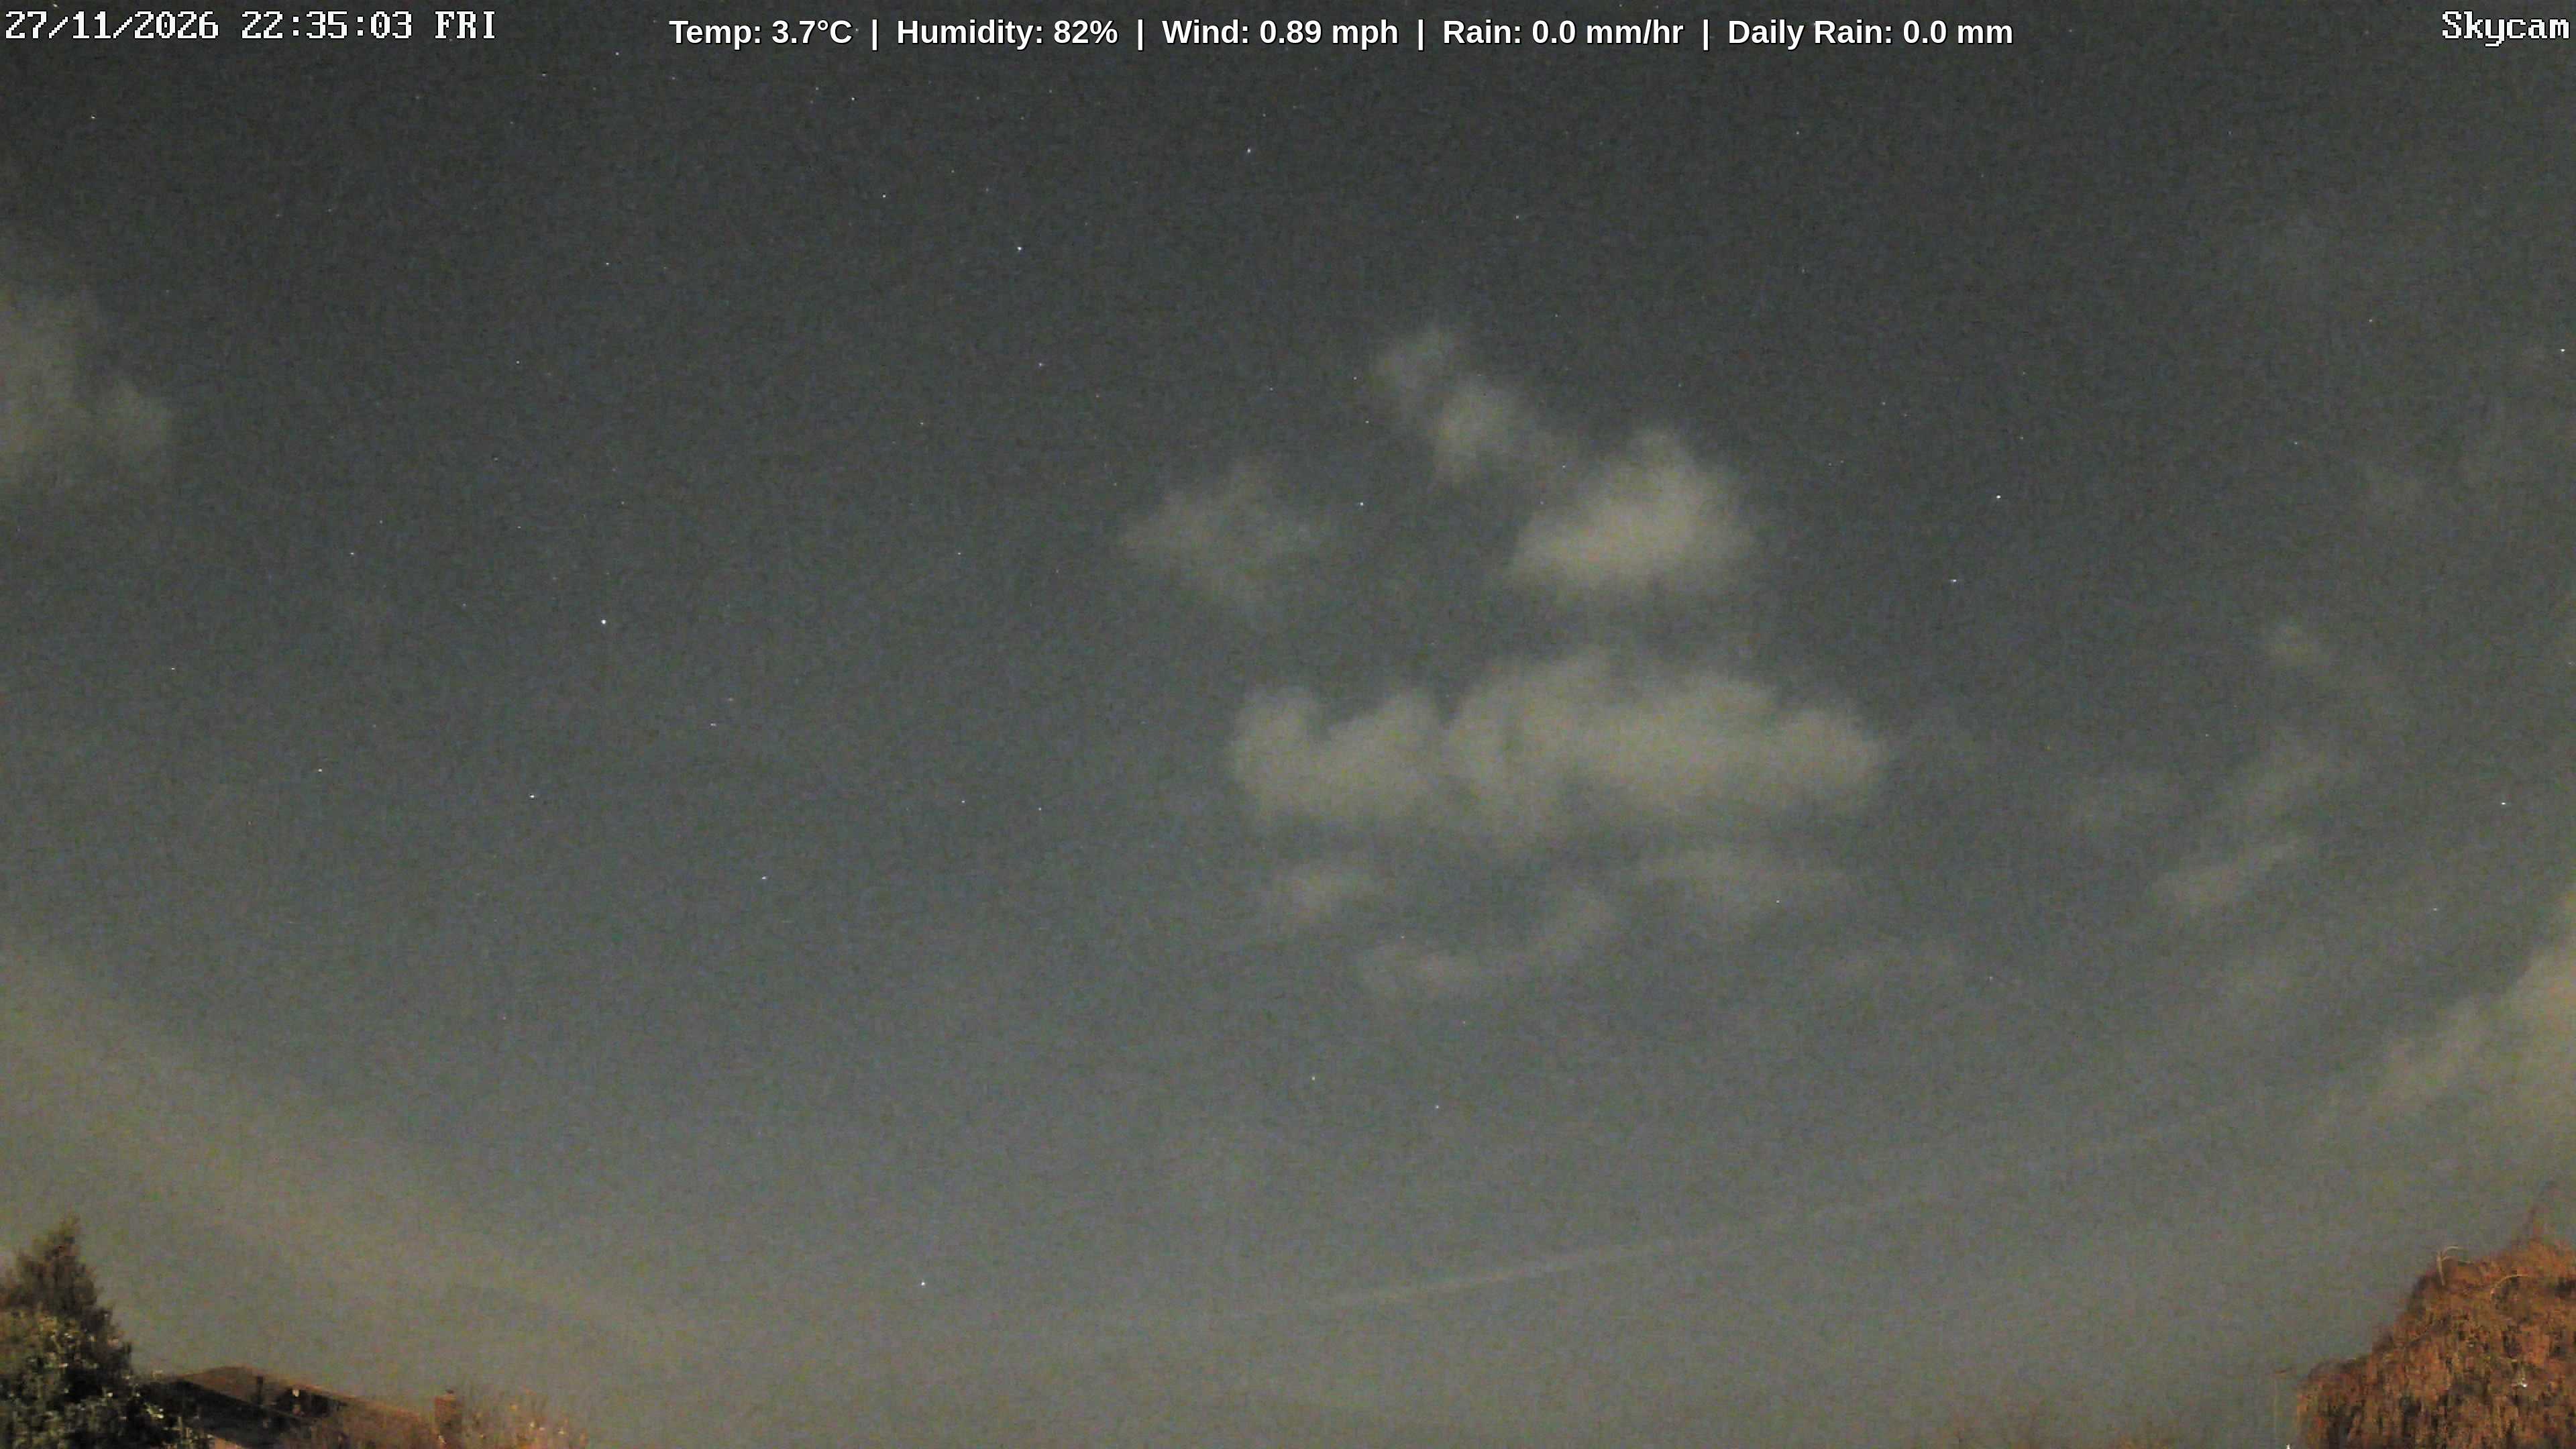 27/11/2026 22:35:03 FRI
Temp: 3.7°C | Humidity: 82% | Wind: 0.89 mph | Rain: 0.0 mm/hr | Daily Rain: 0.0 mm
Skycam